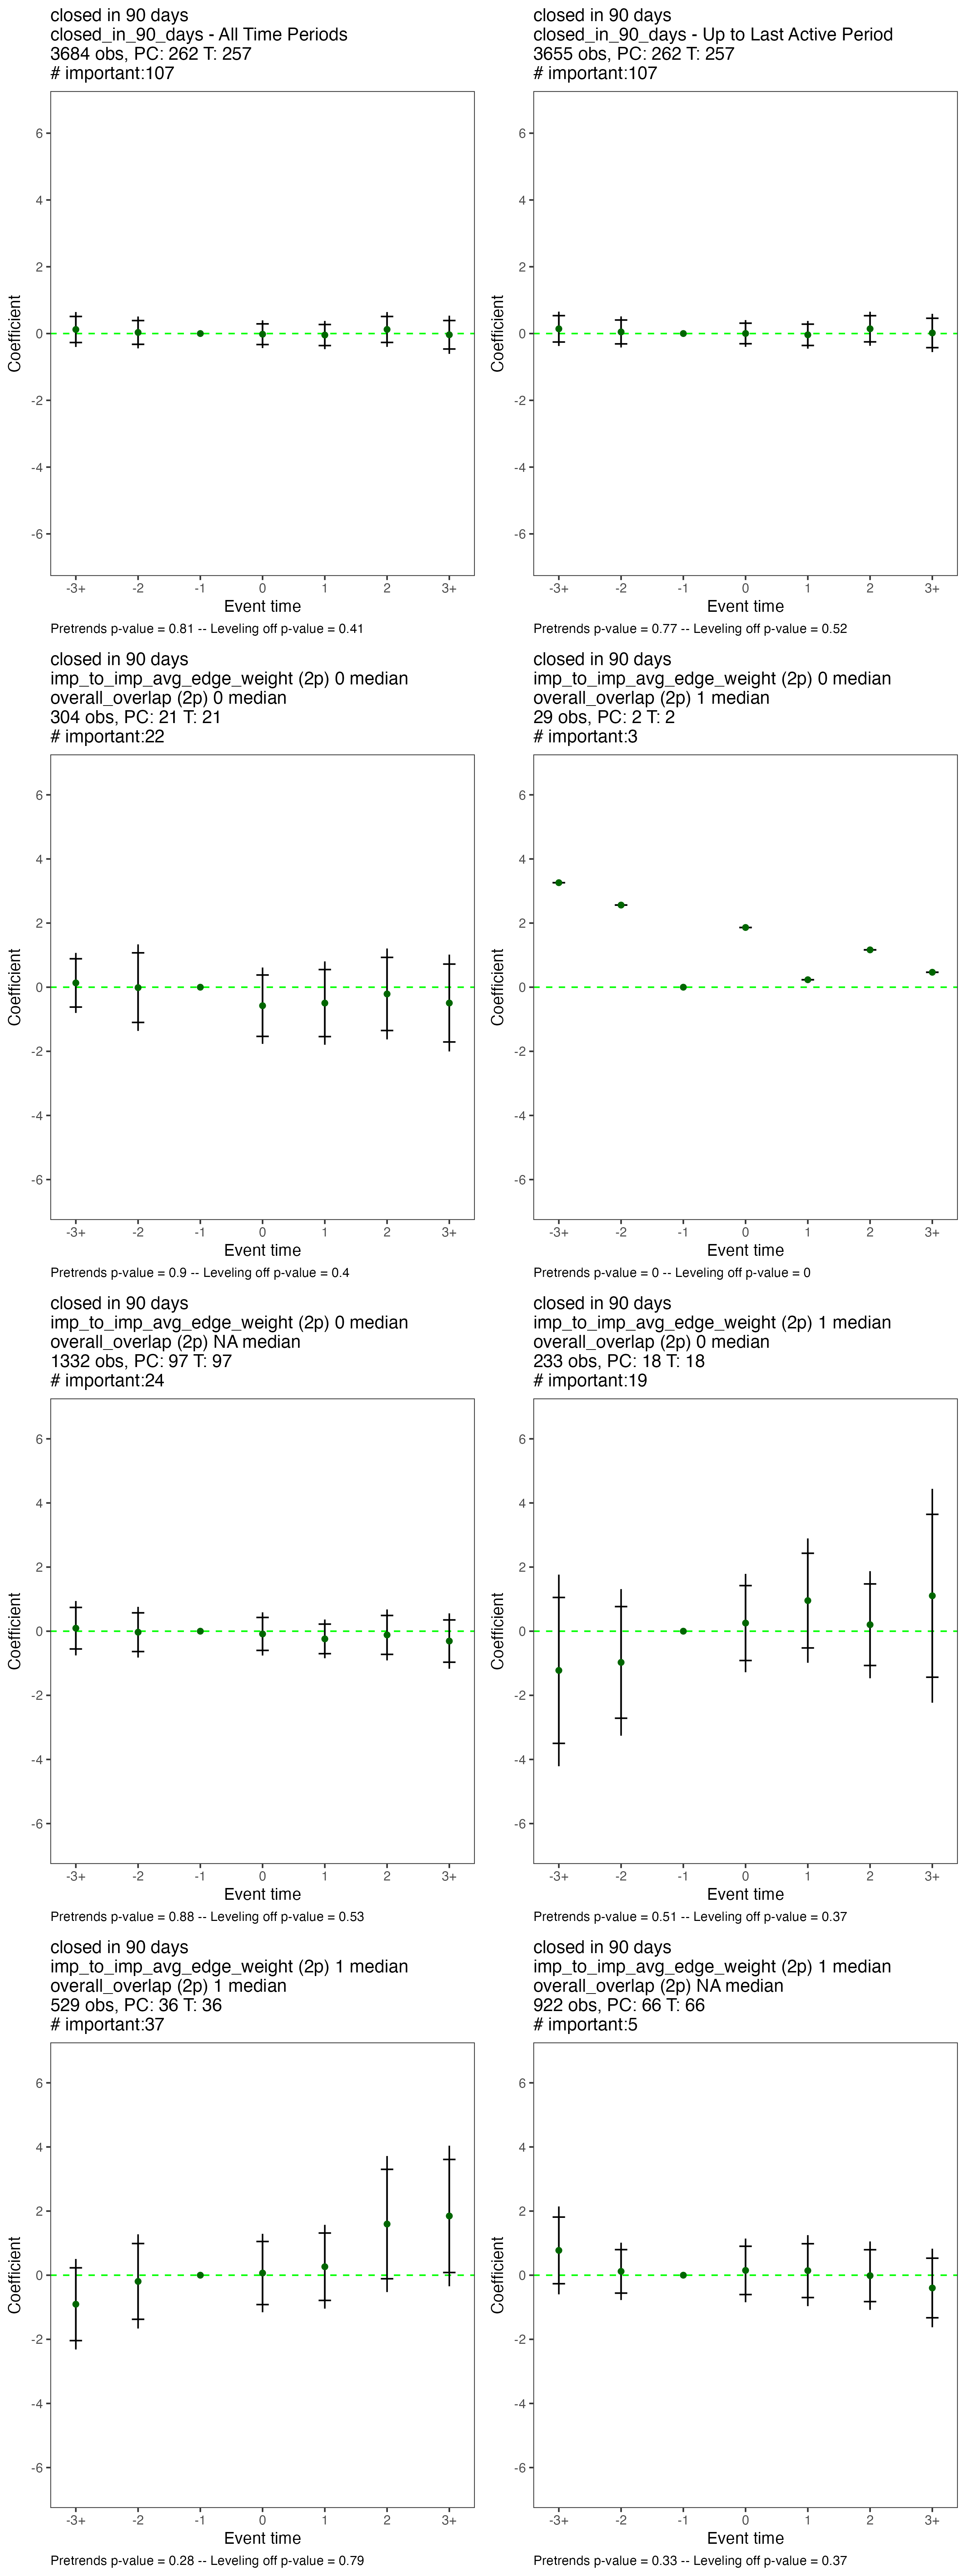 closed in 90 days
closed_in_90_days - All Time Periods
3684 obs, PC: 262 T: 257
# important:107
Coefficient
6
4
2
0
-2
-4
-6
-3+ -2 -1 0 1 2 3+
Event time
Pretrends p-value = 0.81 -- Leveling off p-value = 0.41
closed in 90 days
closed_in_90_days - Up to Last Active Period
3655 obs, PC: 262 T: 257
# important:107
Coefficient
6
4
2
0
-2
-4
-6
-3+ -2 -1 0 1 2 3+
Event time
Pretrends p-value = 0.77 -- Leveling off p-value = 0.52
closed in 90 days
imp_to_imp_avg_edge_weight (2p) 0 median
overall_overlap (2p) 0 median
304 obs, PC: 21 T: 21
# important:22
Coefficient
6
4
2
0
-2
-4
-6
-3+ -2 -1 0 1 2 3+
Event time
Pretrends p-value = 0.9 -- Leveling off p-value = 0.4
closed in 90 days
imp_to_imp_avg_edge_weight (2p) 0 median
overall_overlap (2p) 1 median
29 obs, PC: 2 T: 2
# important:3
Coefficient
6
4
2
0
-2
-4
-6
-3+ -2 -1 0 1 2 3+
Event time
Pretrends p-value = 0 -- Leveling off p-value = 0
closed in 90 days
imp_to_imp_avg_edge_weight (2p) 0 median
overall_overlap (2p) NA median
1332 obs, PC: 97 T: 97
# important:24
Coefficient
6
4
2
0
-2
-4
-6
-3+ -2 -1 0 1 2 3+
Event time
Pretrends p-value = 0.88 -- Leveling off p-value = 0.53
closed in 90 days
imp_to_imp_avg_edge_weight (2p) 1 median
overall_overlap (2p) 0 median
233 obs, PC: 18 T: 18
# important:19
Coefficient
6
4
2
0
-2
-4
-6
-3+ -2 -1 0 1 2 3+
Event time
Pretrends p-value = 0.51 -- Leveling off p-value = 0.37
closed in 90 days
imp_to_imp_avg_edge_weight (2p) 1 median
overall_overlap (2p) 1 median
529 obs, PC: 36 T: 36
# important:37
Coefficient
6
4
2
0
-2
-4
-6
-3+ -2 -1 0 1 2 3+
Event time
Pretrends p-value = 0.28 -- Leveling off p-value = 0.79
closed in 90 days
imp_to_imp_avg_edge_weight (2p) 1 median
overall_overlap (2p) NA median
922 obs, PC: 66 T: 66
# important:5
Coefficient
6
4
2
0
-2
-4
-6
-3+ -2 -1 0 1 2 3+
Event time
Pretrends p-value = 0.33 -- Leveling off p-value = 0.37